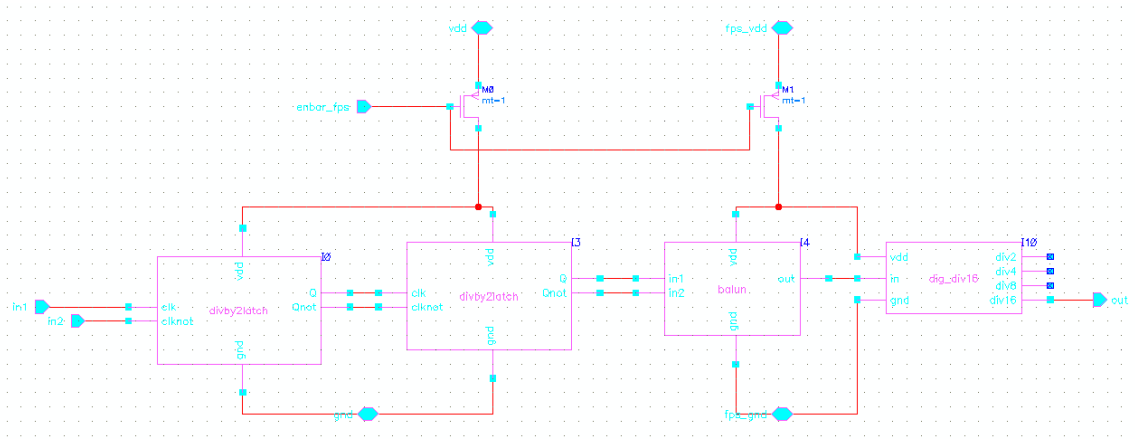 vdd
fps_vdd
M0
mt=1
M1
mt=1
enbar_fps
I0
vdd
clk
clknot
divby2latch
Q
Qnot
gnd
in1
in2
I3
vdd
clk
clknot
divby2latch
Q
Qnot
gnd
gnd
I4
vdd
in1
in2
balun
out
gnd
fps_gnd
I10
vdd
in
gnd
dig_div16
div2
div4
div8
div16
out